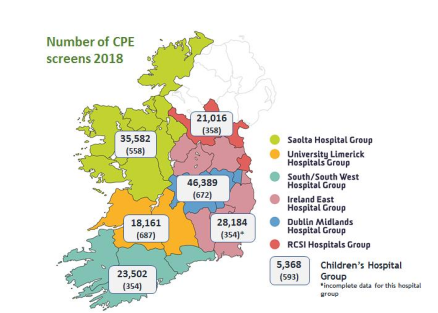 Number of CPE
screens 2018
21,016
(358)
35,582
(558)
46,389
(672)
18,161
(687)
28,184
(354)*
23,502
(354)
Saolta Hospital Group
University Limerick
Hospitals Group
South/South West
Hospital Group
Ireland East
Hospital Group
Dublin Midlands
Hospital Group
RCSI Hospitals Group
5,368
(593)
Children's Hospital
Group
*incomplete data for this hospital
group